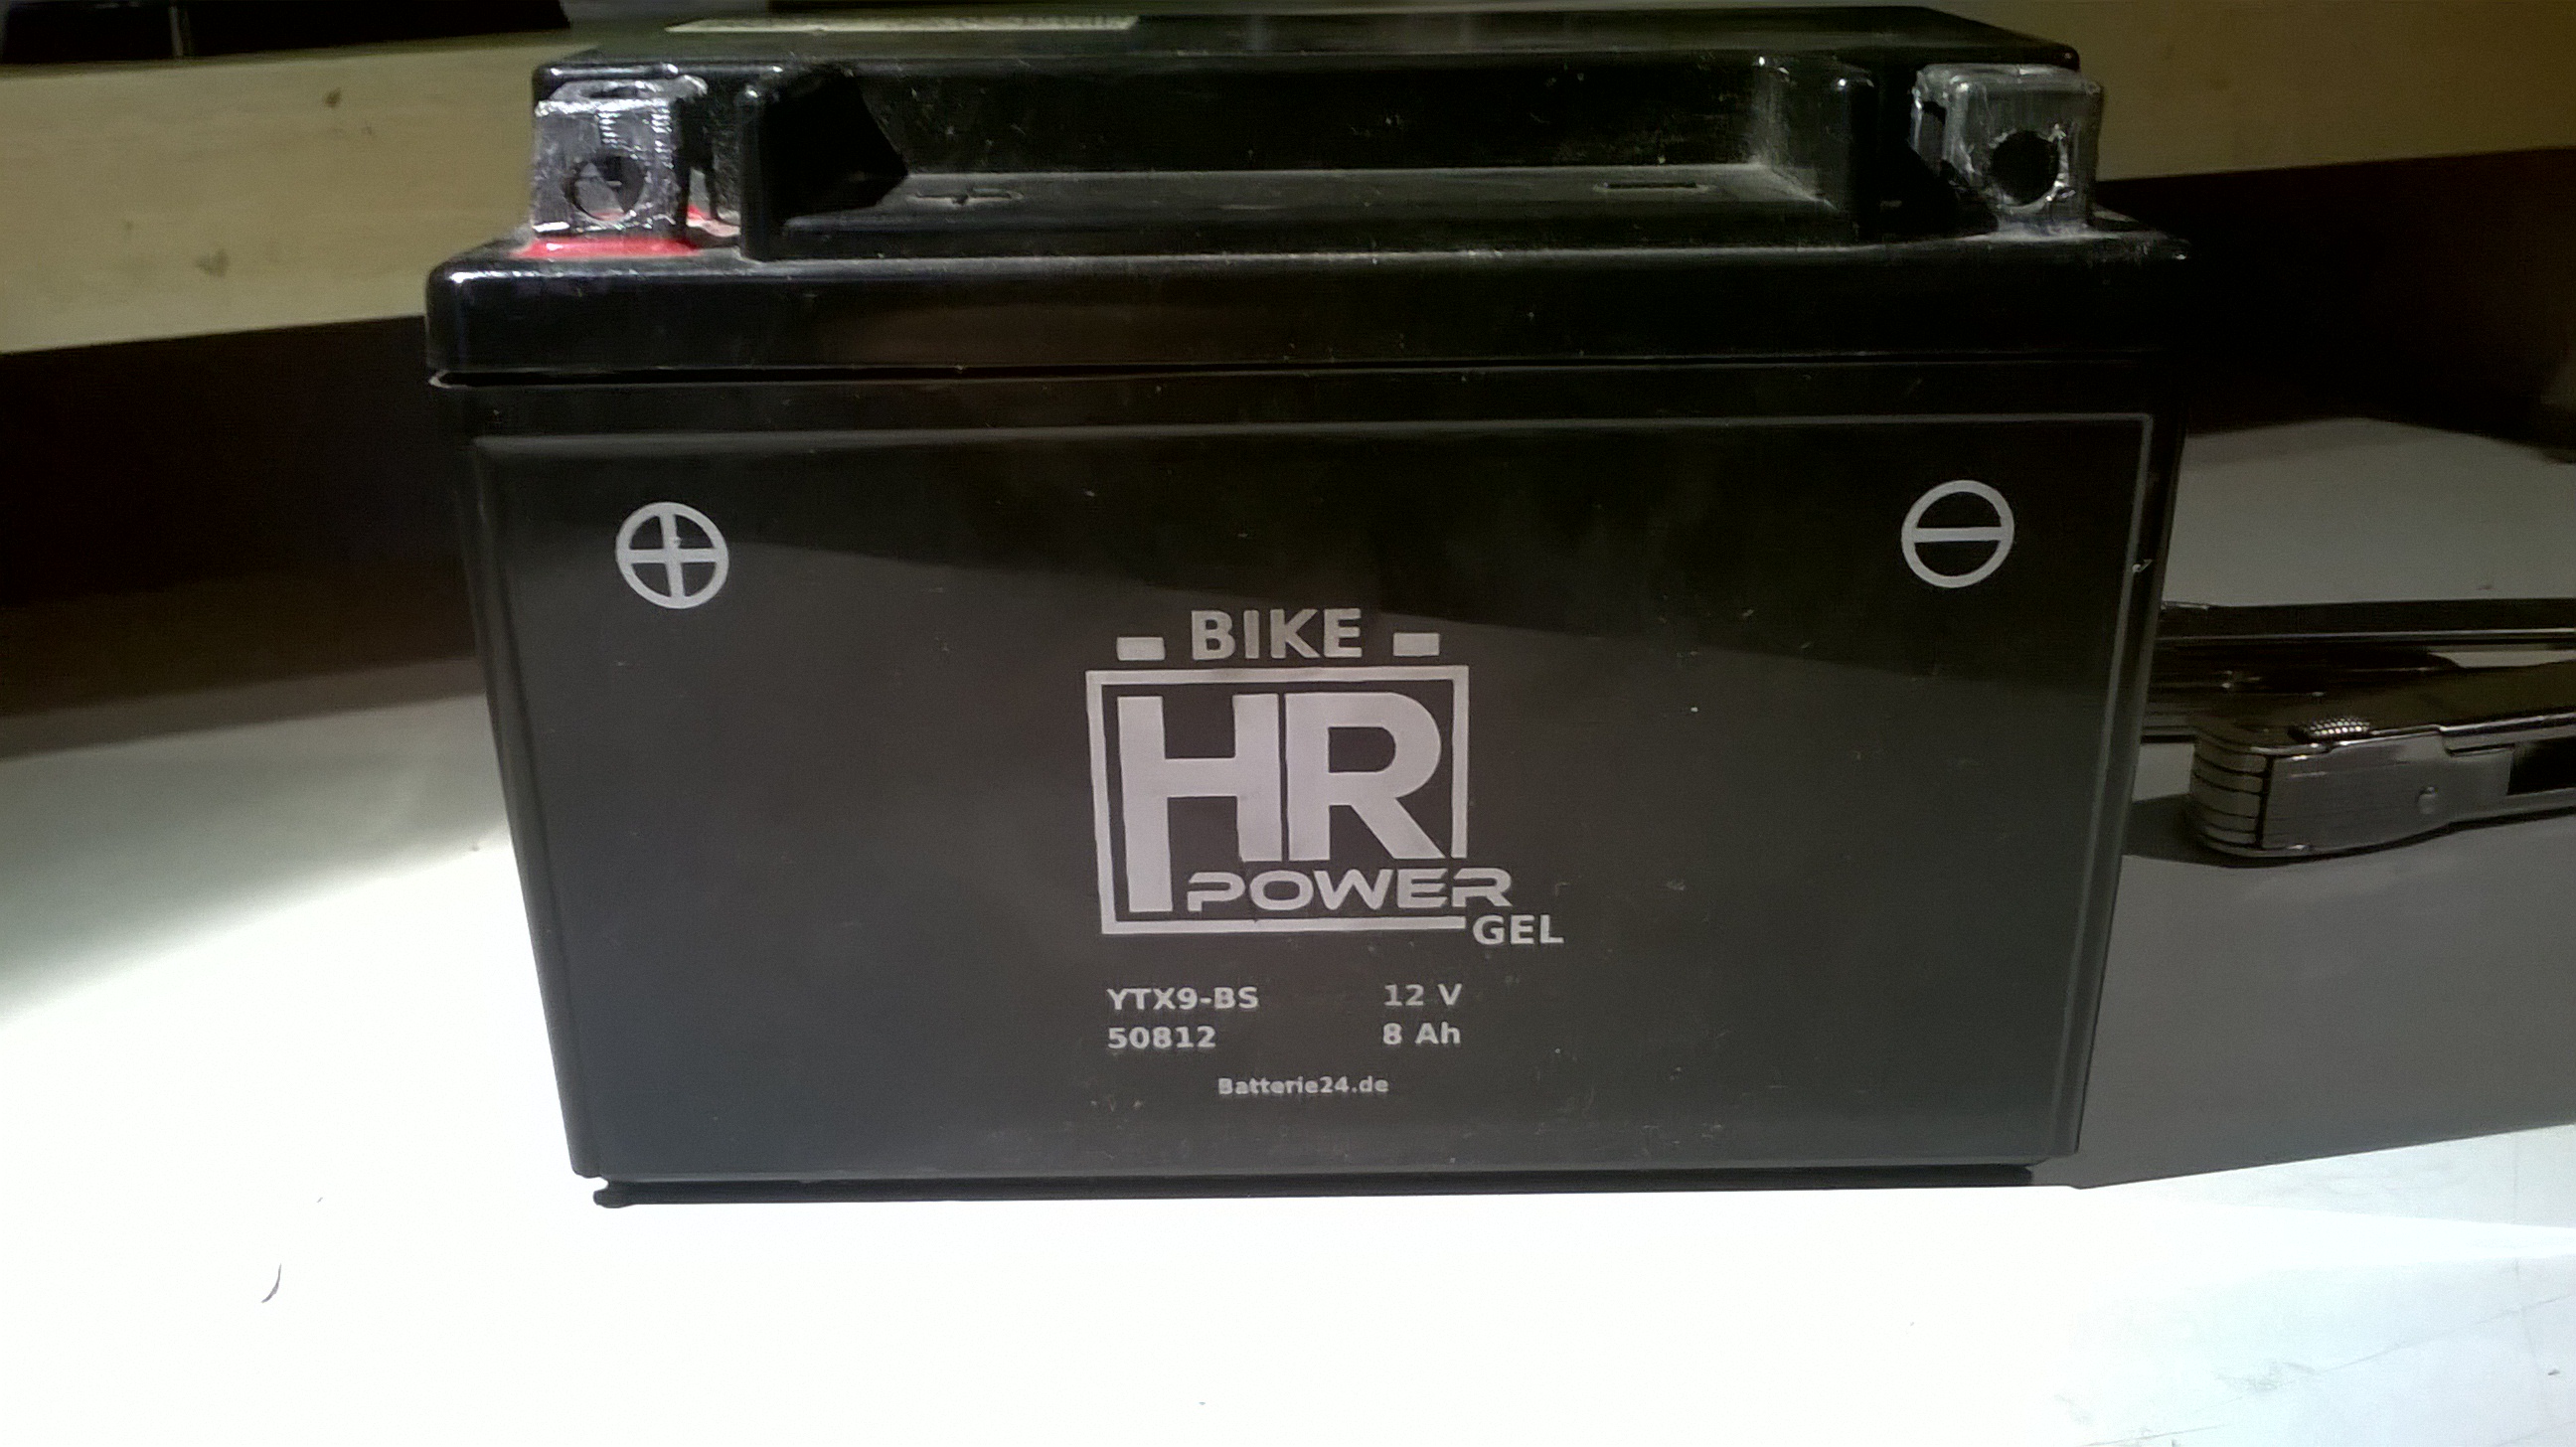 BIKE
HR
POWER
GEL
YTX9-BS 12 V
50812 8 Ah
Batterie24.de